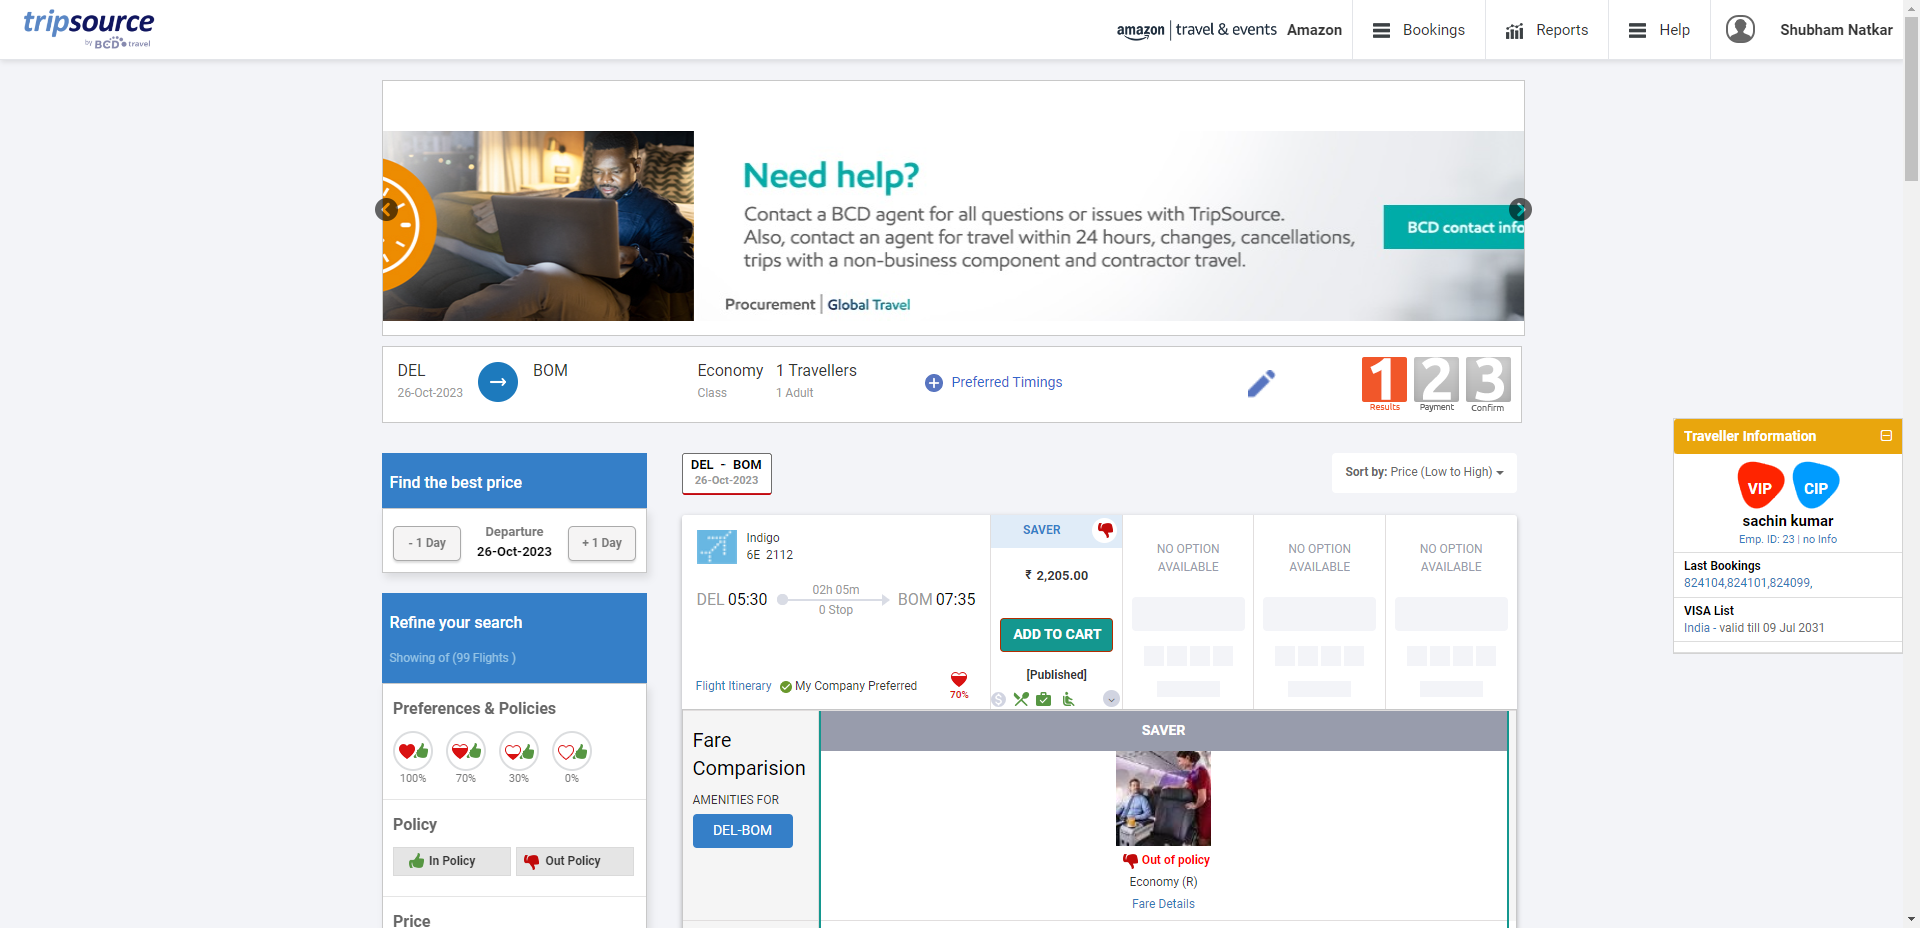 tripsource
by BCD travel
amazon | travel & events Amazon
Bookings
Reports
Help
Shubham Natkar
Need help?
Contact a BCD agent for all questions or issues with TripSource.
Also, contact an agent for travel within 24 hours, changes, cancellations,
trips with a non-business component and contractor travel.
BCD contact info
Procurement | Global Travel
DEL
26-Oct-2023
BOM
Economy
Class
1 Travellers
1 Adult
Preferred Timings
1
Results
2
Payment
3
Confirm
Traveller Information
VIP
CIP
sachin kumar
Emp. ID: 23 | no Info
Last Bookings
824104,824101,824099,
VISA List
India - valid till 09 Jul 2031
Find the best price
- 1 Day
Departure
26-Oct-2023
+ 1 Day
Refine your search
Showing of (99 Flights )
Preferences & Policies
100%
70%
30%
0%
Policy
In Policy
Out Policy
Price
DEL - BOM
26-Oct-2023
Sort by: Price (Low to High)
Indigo
6E 2112
DEL 05:30
02h 05m
0 Stop
BOM 07:35
Flight Itinerary
My Company Preferred
70%
SAVER
₹ 2,205.00
ADD TO CART
[Published]
NO OPTION
AVAILABLE
NO OPTION
AVAILABLE
NO OPTION
AVAILABLE
Fare
Comparision
AMENITIES FOR
DEL-BOM
SAVER
Out of policy
Economy (R)
Fare Details